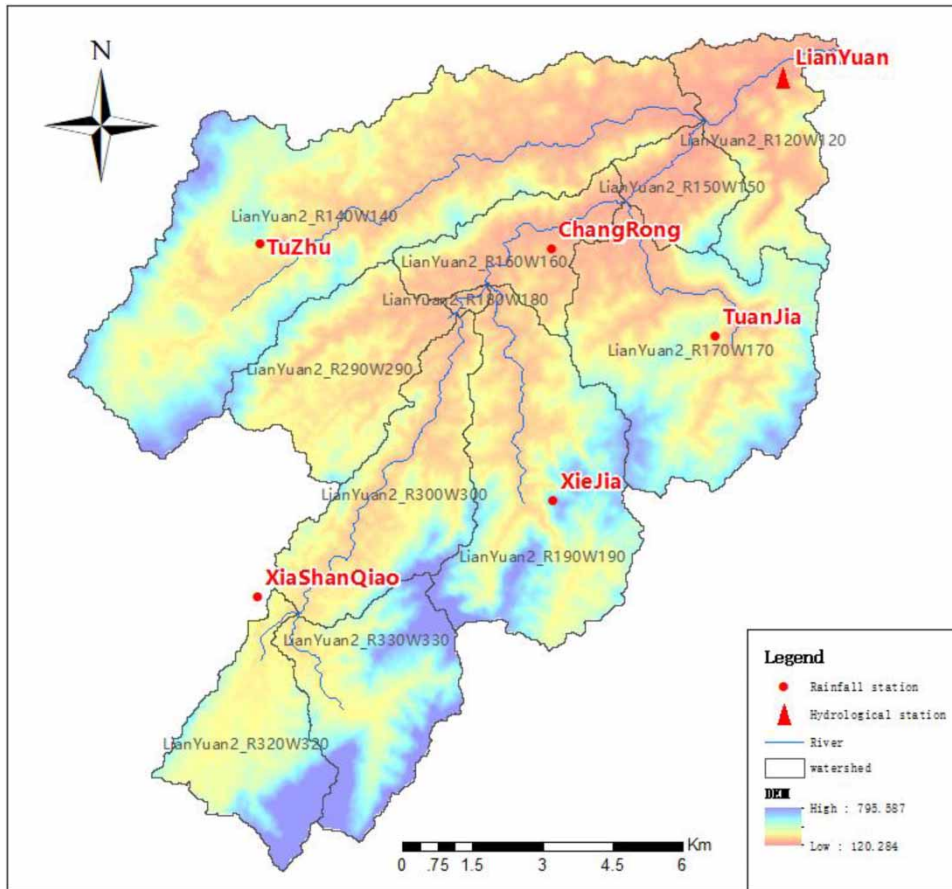 N
LianYuan
LianYuan2_R120W120
LianYuan2_R150W150
LianYuan2_R140W140
ChangRong
TuZhu
LianYuan2_R160W160
LianYuan2_R180W180
TuanJia
LianYuan2_R170W170
LianYuan2_R290W290
LianYuan2_R300W300
XieJia
LianYuan2_R190W190
XiaShanQiao
LianYuan2_R330W330
LianYuan2_R320W320
Legend
Rainfall station
Hydrological station
River
watershed
DEM
High : 795.587
Low : 120.284
Km
0 .75 1.5 3 4.5 6